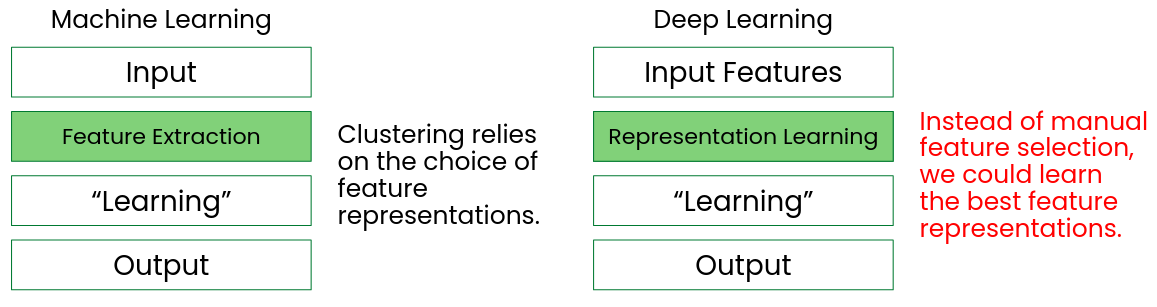 Machine Learning
Input
Feature Extraction
“Learning”
Output
Clustering relies
on the choice of
feature
representations.
Deep Learning
Input Features
Representation Learning
“Learning”
Output
Instead of manual
feature selection,
we could learn
the best feature
representations.